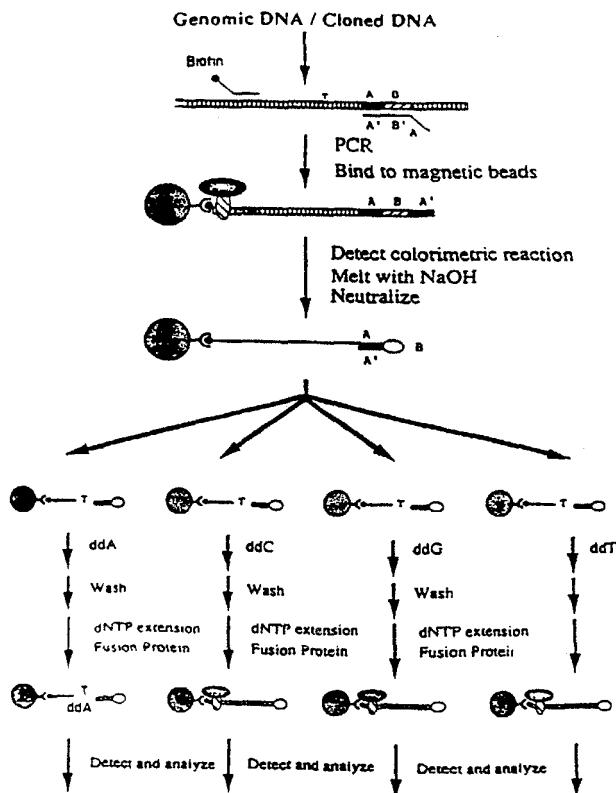 Genomic DNA / Cloned DNA
Biotin
T A B
A' B' A
PCR
Bind to magnetic beads
A B A'
Detect colorimetric reaction
Melt with NaOH
Neutralize
A
B
A'
T T T T
ddA ddC ddG ddT
Wash Wash Wash
dNTP extension dNTP extension dNTP extension
Fusion Protein Fusion Protein Fusion Protein
T
ddA
Detect and analyze Detect and analyze Detect and analyze